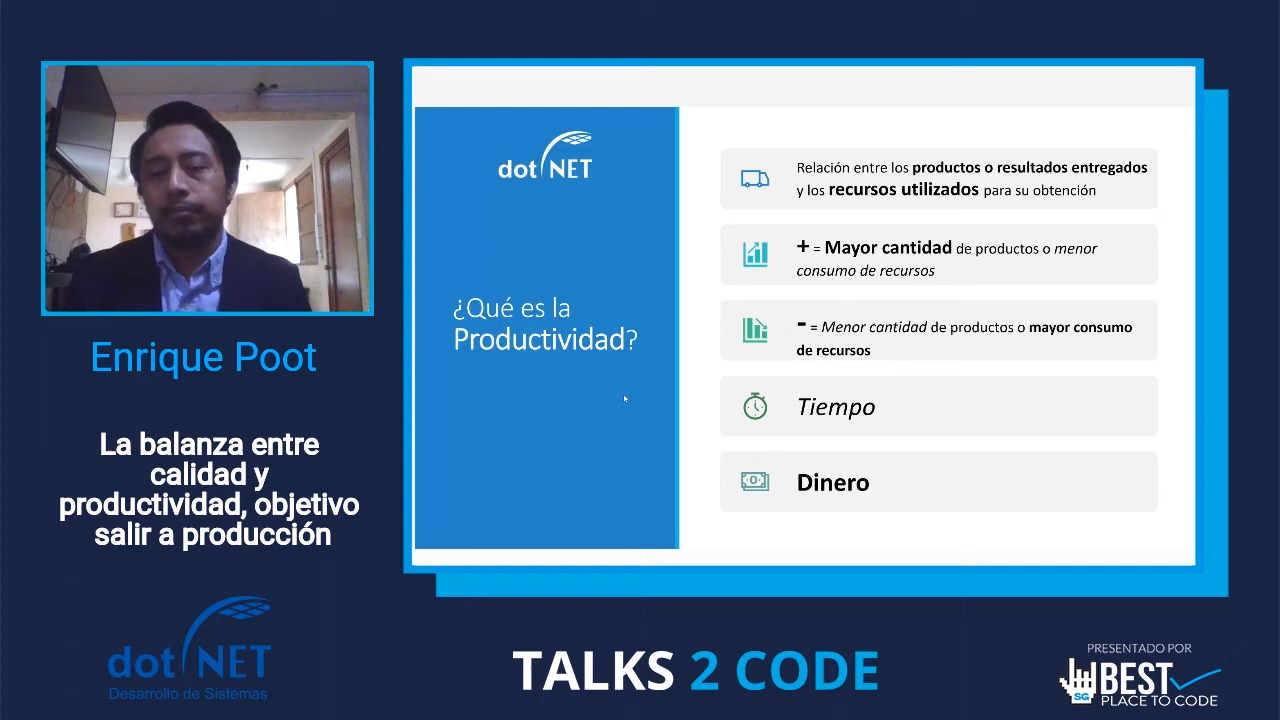 Enrique Poot
La balanza entre
calidad y
productividad, objetivo
salir a producción
dot NET
Desarrollo de Sistemas
dot NET
¿Qué es la
Productividad?
Relación entre los productos o resultados entregados
y los recursos utilizados para su obtención
+ = Mayor cantidad de productos o menor
consumo de recursos
- = Menor cantidad de productos o mayor consumo
de recursos
Tiempo
Dinero
TALKS 2 CODE
PRESENTADO POR
SG BEST
PLACE TO CODE